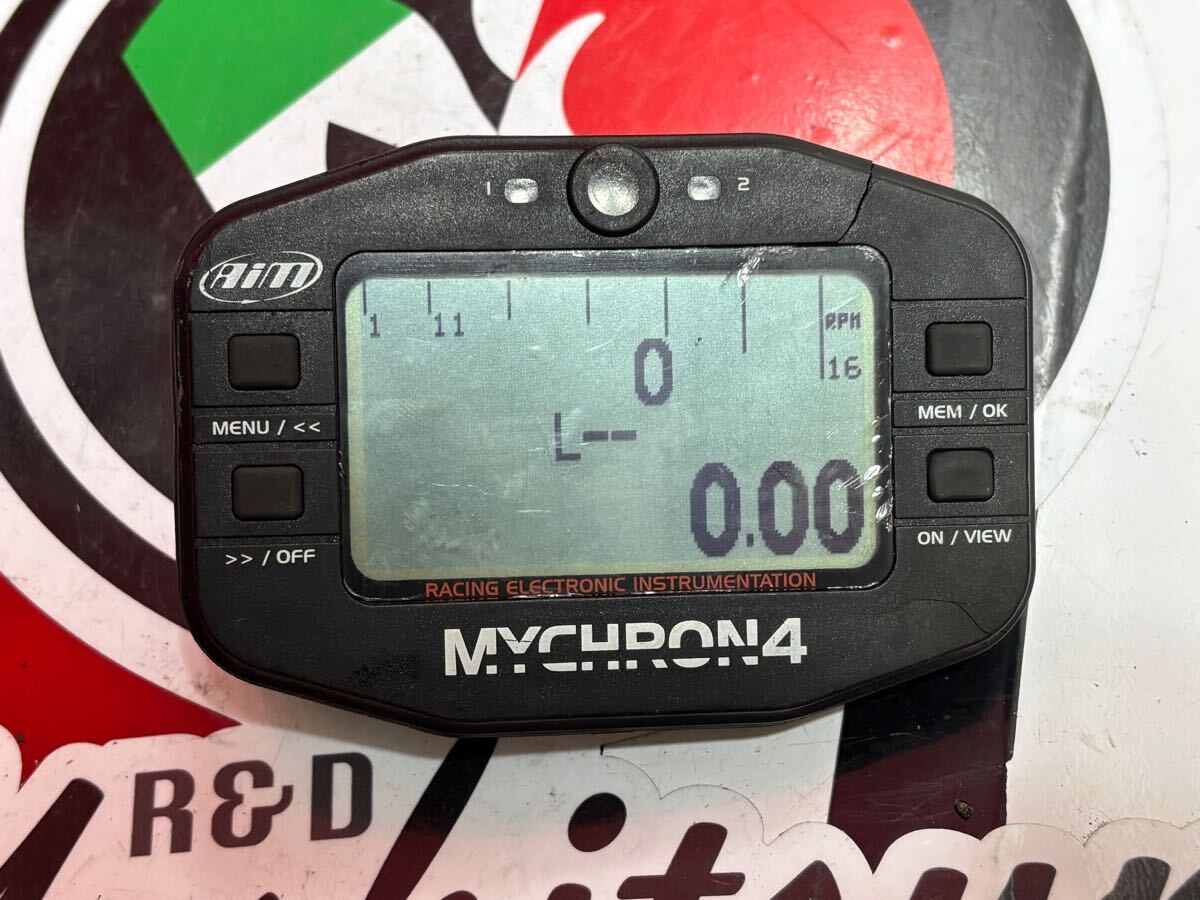 1 2
AiM
1 11 RPM
16
0
L--
0.00
MENU / <<
>> / OFF
MEM / OK
ON / VIEW
RACING ELECTRONIC INSTRUMENTATION
MYCHRON4
R&D